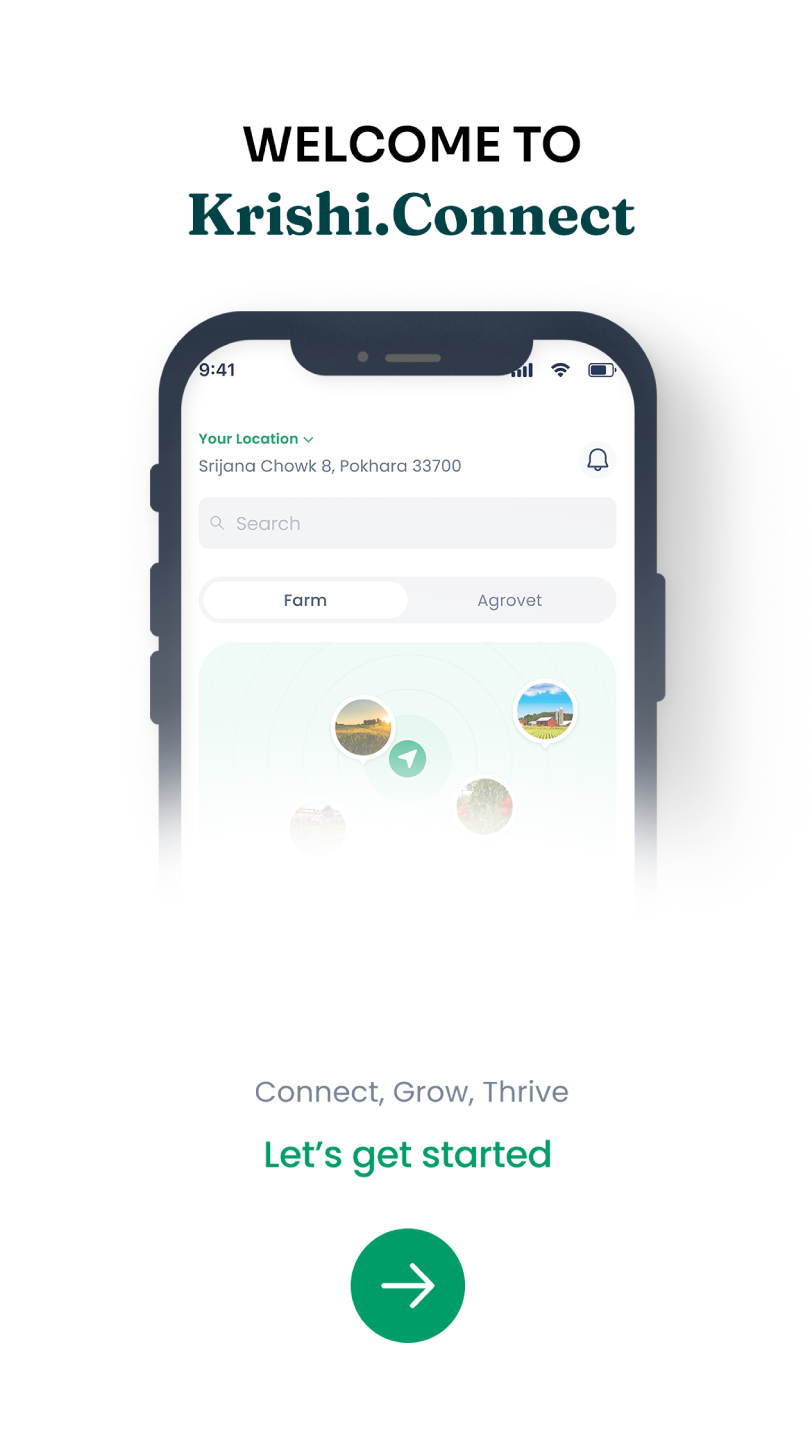 WELCOME TO
Krishi.Connect
9:41
Your Location
Srijana Chowk 8, Pokhara 33700
Search
Farm Agrovet
Connect, Grow, Thrive
Let’s get started